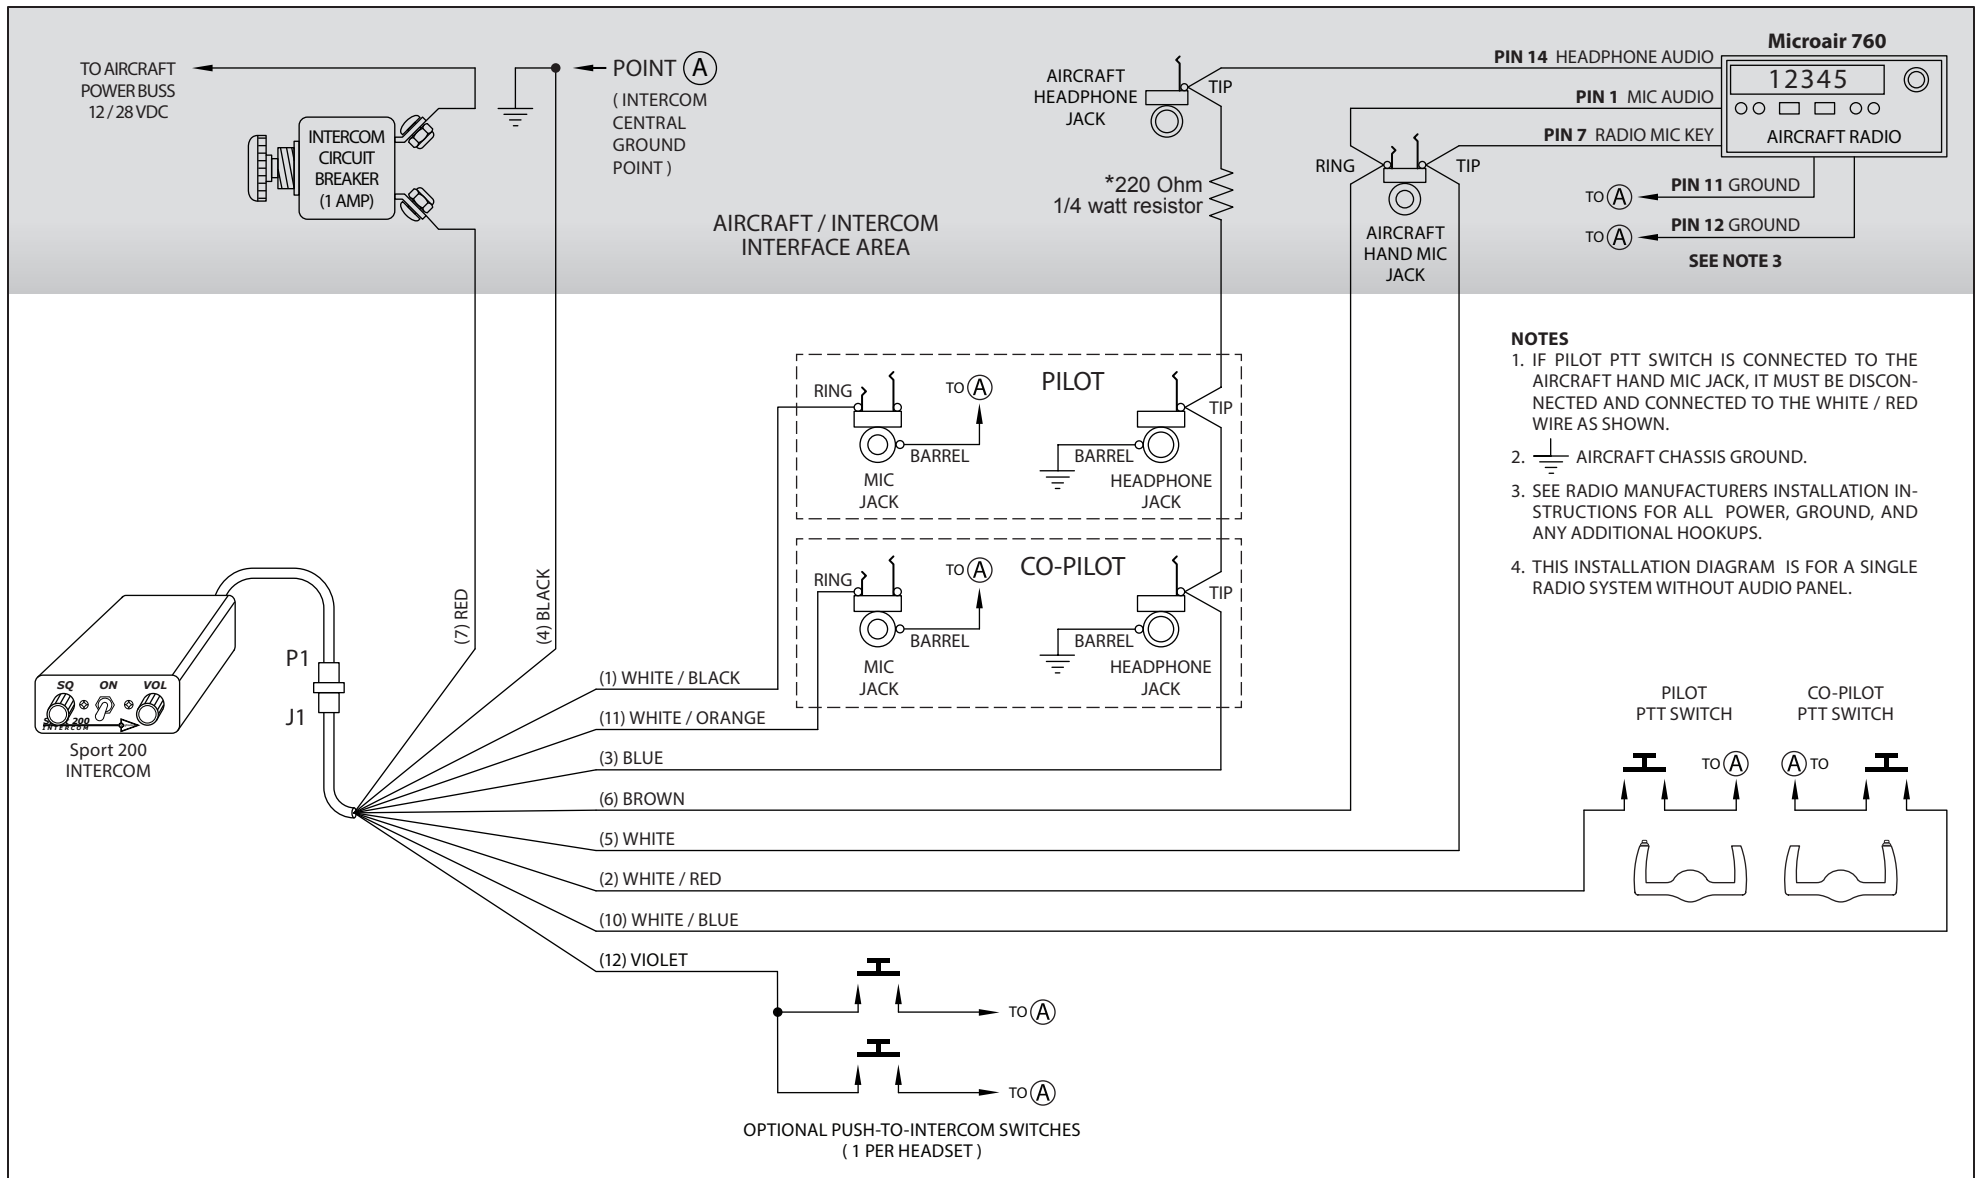 TO AIRCRAFT
POWER BUSS
12 / 28 VDC
INTERCOM
CIRCUIT
BREAKER
(1 AMP)
POINT A
( INTERCOM
CENTRAL
GROUND
POINT )
AIRCRAFT / INTERCOM
INTERFACE AREA
AIRCRAFT
HEADPHONE
JACK
TIP
*220 Ohm
1/4 watt resistor
RING
TIP
AIRCRAFT
HAND MIC
JACK
Microair 760
PIN 14 HEADPHONE AUDIO
PIN 1 MIC AUDIO
PIN 7 RADIO MIC KEY
12345
AIRCRAFT RADIO
TO A
PIN 11 GROUND
TO A
PIN 12 GROUND
SEE NOTE 3
NOTES
1. IF PILOT PTT SWITCH IS CONNECTED TO THE
AIRCRAFT HAND MIC JACK, IT MUST BE DISCON-
NECTED AND CONNECTED TO THE WHITE / RED
WIRE AS SHOWN.
2. AIRCRAFT CHASSIS GROUND.
3. SEE RADIO MANUFACTURERS INSTALLATION IN-
STRUCTIONS FOR ALL POWER, GROUND, AND
ANY ADDITIONAL HOOKUPS.
4. THIS INSTALLATION DIAGRAM IS FOR A SINGLE
RADIO SYSTEM WITHOUT AUDIO PANEL.
PILOT
RING
TO A
BARREL
MIC
JACK
TIP
BARREL
HEADPHONE
JACK
CO-PILOT
RING
TO A
BARREL
MIC
JACK
TIP
BARREL
HEADPHONE
JACK
(7) RED
(4) BLACK
P1
J1
SQ
ON
VOL
INTERCOM
Sport 200
INTERCOM
(1) WHITE / BLACK
(11) WHITE / ORANGE
(3) BLUE
(6) BROWN
(5) WHITE
(2) WHITE / RED
(10) WHITE / BLUE
(12) VIOLET
PILOT
PTT SWITCH
TO A
CO-PILOT
PTT SWITCH
A TO
TO A
TO A
OPTIONAL PUSH-TO-INTERCOM SWITCHES
( 1 PER HEADSET )